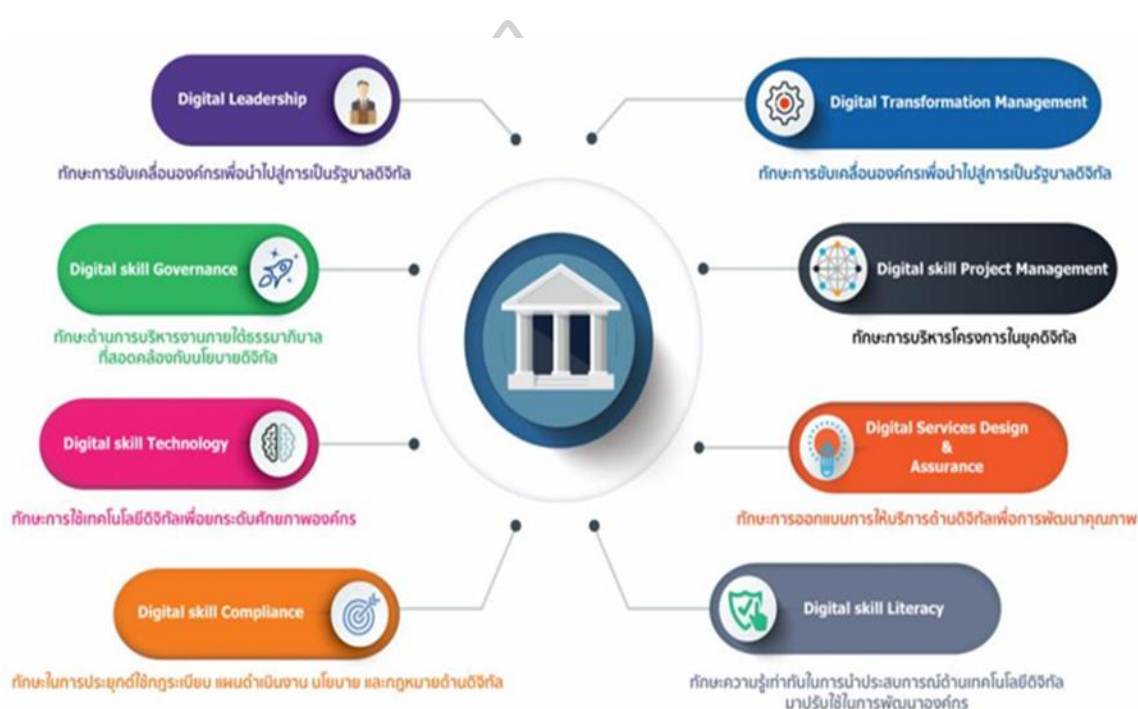 Digital Leadership
ทักษะการขับเคลื่อนองค์กรเพื่อนำไปสู่การเป็นรัฐบาลดิจิทัล
Digital Transformation Management
ทักษะการขับเคลื่อนองค์กรเพื่อนำไปสู่การเป็นรัฐบาลดิจิทัล
Digital skill Governance
ทักษะด้านการบริหารงานภายใต้ธรรมาภิบาล
ที่สอดคล้องกับนโยบายดิจิทัล
Digital skill Project Management
ทักษะการบริหารโครงการในยุคดิจิทัล
Digital skill Technology
ทักษะการใช้เทคโนโลยีดิจิทัลเพื่อยกระดับศักยภาพองค์กร
Digital Services Design
&
Assurance
ทักษะการออกแบบการให้บริการด้านดิจิทัลเพื่อการพัฒนาคุณภาพ
Digital skill Compliance
ทักษะในการประยุกต์ใช้กฎระเบียบ แผนดำเนินงาน นโยบาย และกฎหมายด้านดิจิทัล
Digital skill Literacy
ทักษะความรู้เท่าทันในการนำประสบการณ์ด้านเทคโนโลยีดิจิทัล
มาปรับใช้ในการพัฒนาองค์กร